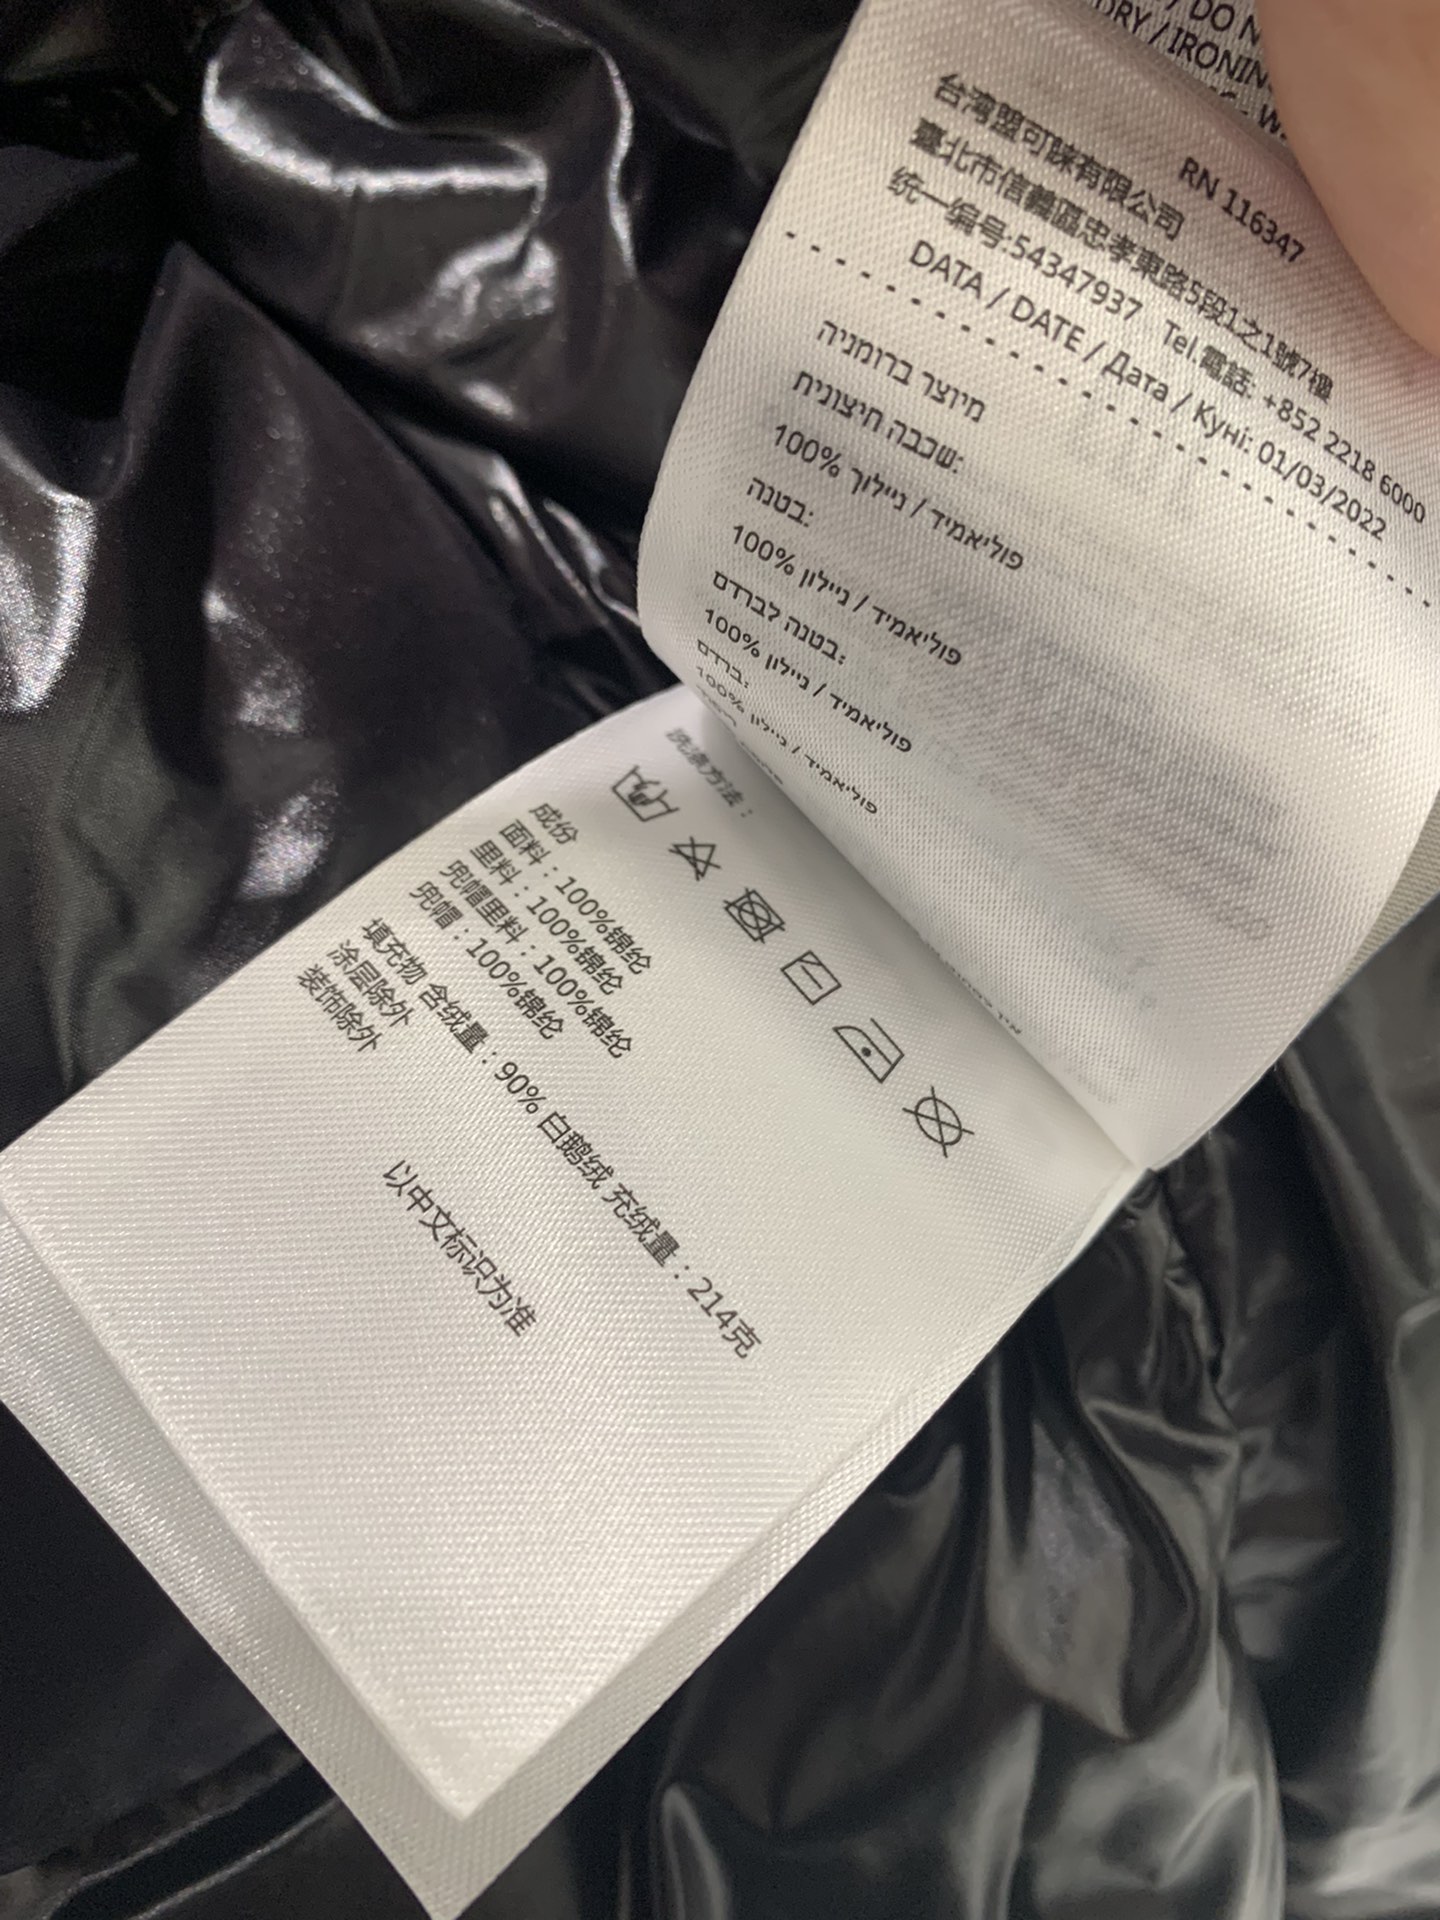 DO N
DRY / IRONIN
RN 116347
台湾盟可睐有限公司
臺北市信義區忠孝東路5段1之1號7樓
统一编号:54347937 Tel.電話: +852 2218 6000
DATA / DATE / Дата / Күні: 01/03/2022
מיוצר ברומניה
שכבה חיצונית:
100% פוליאמיד / ניילון
בטנה:
100% פוליאמיד / ניילון
בטנה לברדס:
100% פוליאמיד / ניילון
ברדס:
100% פוליאמיד / ניילון
洗涤方法：
成份
面料：100%锦纶
里料：100%锦纶
兜帽里料：100%锦纶
兜帽：100%锦纶
填充物 含绒量：90% 白鹅绒 充绒量：214克
涂层除外
装饰除外
以中文标识为准